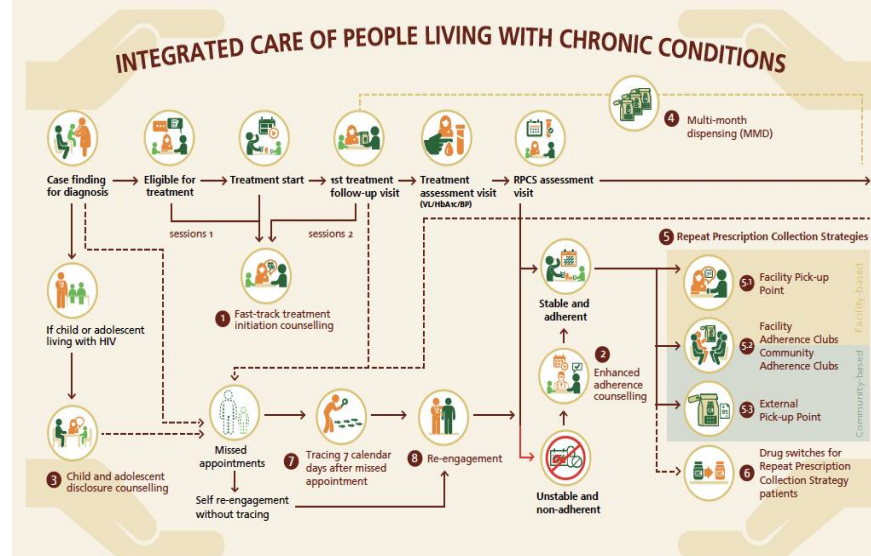 INTEGRATED CARE OF PEOPLE LIVING WITH CHRONIC CONDITIONS
4
Multi-month
dispensing (MMD)
Case finding
for diagnosis
Eligible for
treatment
Treatment start
1st treatment
follow-up visit
Treatment
assessment visit
(VL/HbA1c/BP)
RPCS assessment
visit
sessions 1
sessions 2
1
Fast-track treatment
initiation counselling
5
Repeat Prescription Collection Strategies
If child or adolescent
living with HIV
Stable and
adherent
5.1
Facility Pick-up
Point
Facility-based
2
Enhanced
adherence
counselling
5.2
Facility
Adherence Clubs
Community
Adherence Clubs
5.3
External
Pick-up Point
Community-based
3
Child and adolescent
disclosure counselling
Missed
appointments
7
Tracing 7 calendar
days after missed
appointment
8
Re-engagement
Self re-engagement
without tracing
Unstable and
non-adherent
6
Drug switches for
Repeat Prescription
Collection Strategy
patients